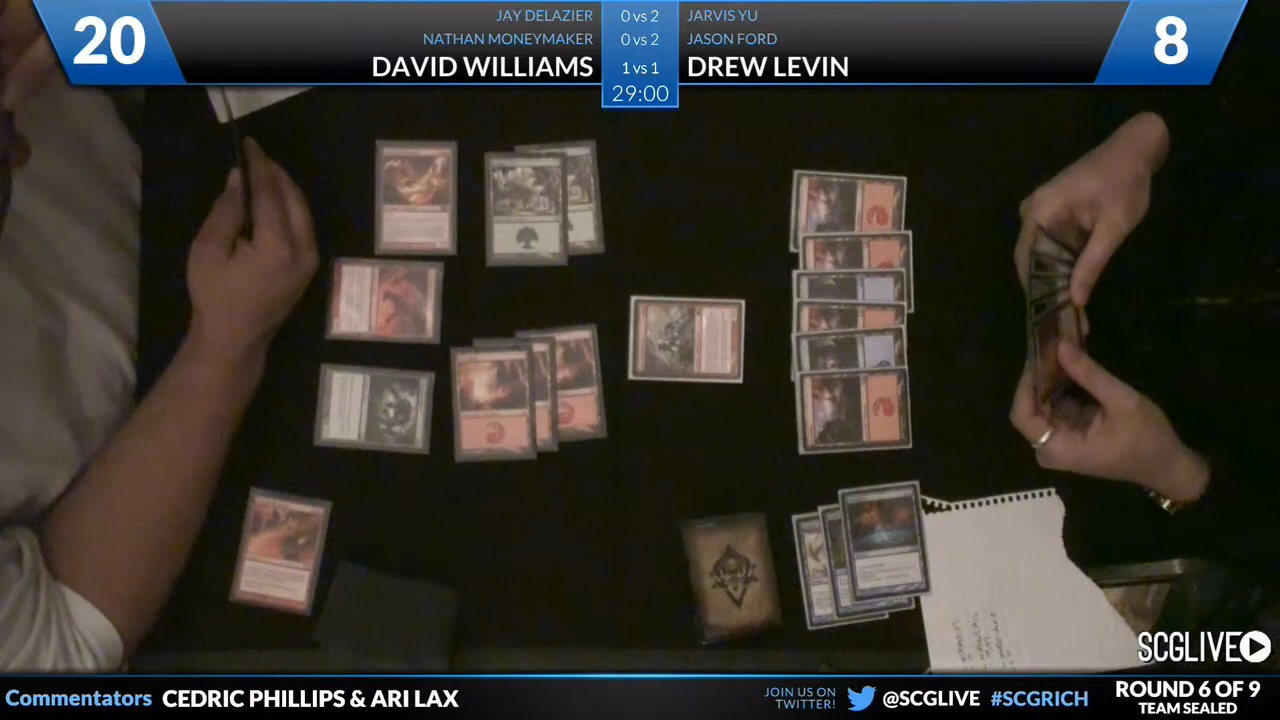 20
JAY DELAZIER 0 vs 2 JARVIS YU
NATHAN MONEYMAKER 0 vs 2 JASON FORD
DAVID WILLIAMS 1 vs 1 DREW LEVIN
29:00
8
SCGLIVE
Commentators CEDRIC PHILLIPS & ARI LAX
JOIN US ON
TWITTER!
@SCGLIVE #SCGRICH
ROUND 6 OF 9
TEAM SEALED